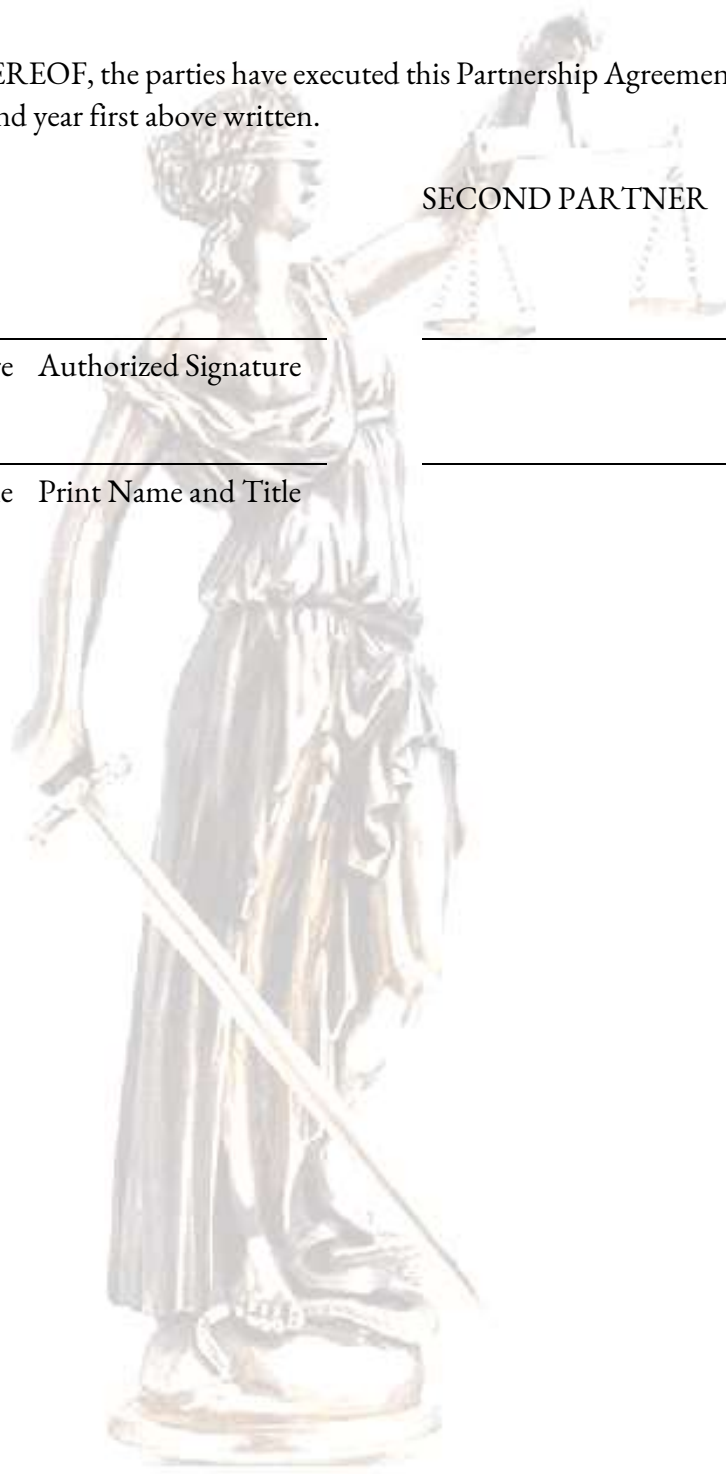 EREOF, the parties have executed this Partnership Agreemen
nd year first above written.
SECOND PARTNER
re Authorized Signature
e Print Name and Title